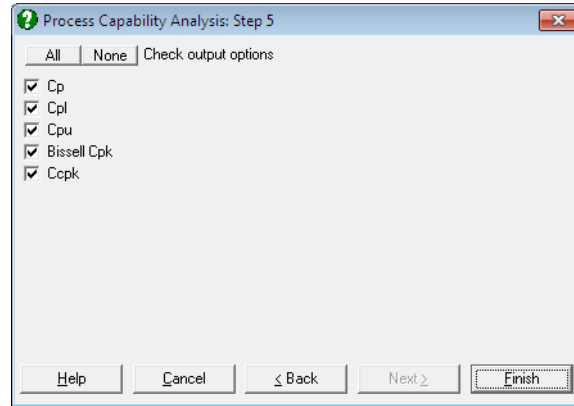 Process Capability Analysis: Step 5
All None Check output options
Cp
Cpl
Cpu
Bissell Cpk
Ccpk
Help Cancel < Back Next > Finish